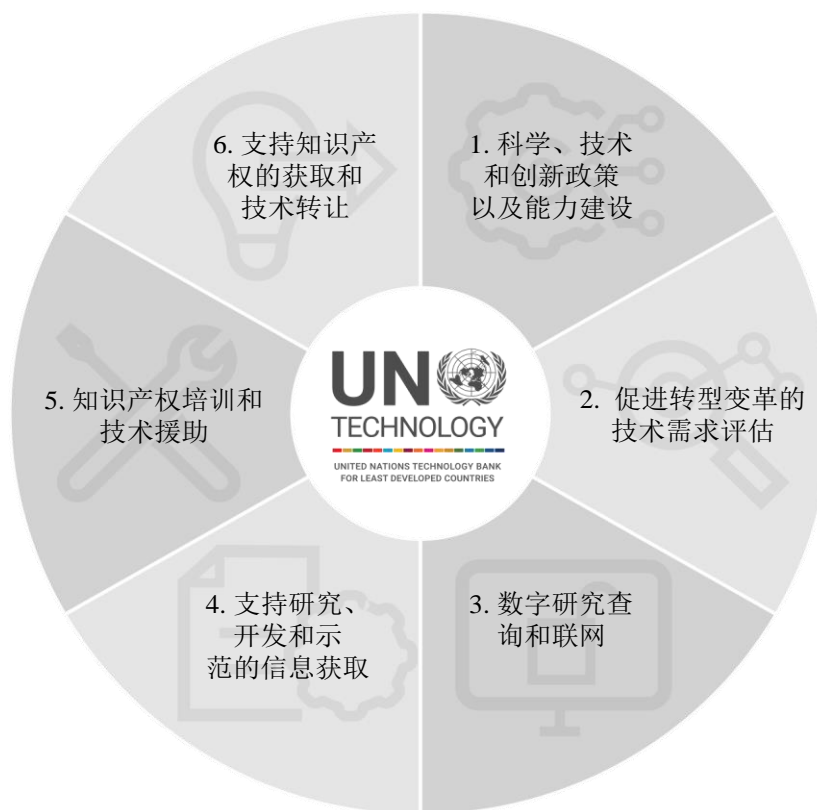 6. 支持知识产
权的获取和
技术转让
1. 科学、技术
和创新政策
以及能力建设
5. 知识产权培训和
技术援助
UN
TECHNOLOGY
UNITED NATIONS TECHNOLOGY BANK
FOR LEAST DEVELOPED COUNTRIES
2. 促进转型变革的
技术需求评估
4. 支持研究、
开发和示
范的信息获取
3. 数字研究查
询和联网